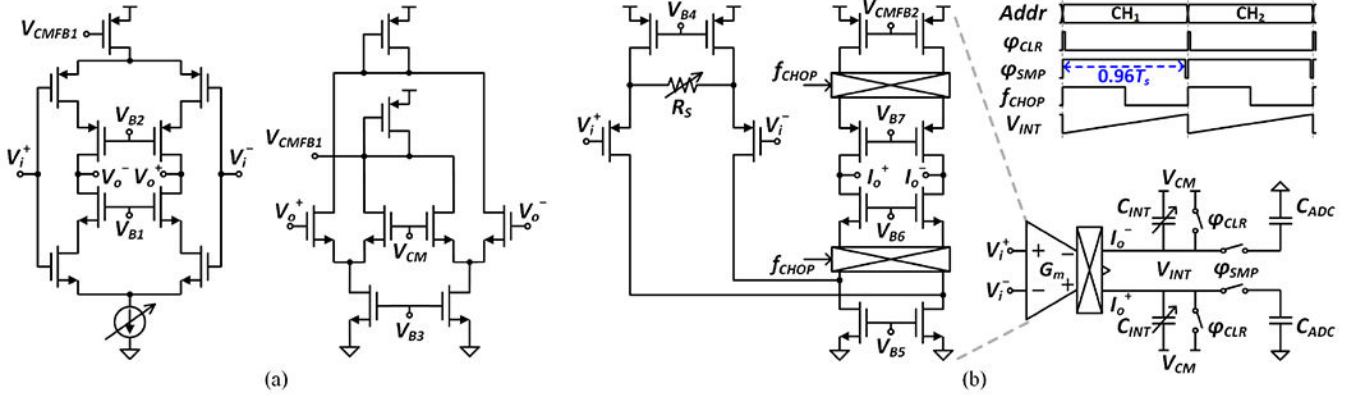 V_CMFB1
V_i^+
V_B2
V_o^- V_o^+
V_B1
V_i^-
V_CMFB1
V_o^+
V_CM
V_o^-
V_B3
(a)
V_B4
R_S
V_i^+
V_i^-
V_CMFB2
f_CHOP
V_B7
I_o^+ I_o^-
V_B6
f_CHOP
V_B5
Addr CH_1 CH_2
φ_CLR
φ_SMP
0.96T_s
f_CHOP
V_INT
V_CM
C_INT
φ_CLR
C_ADC
V_i^+ + − I_o^-
G_m
V_INT φ_SMP
V_i^- − + I_o^+
C_INT
φ_CLR
C_ADC
V_CM
(b)